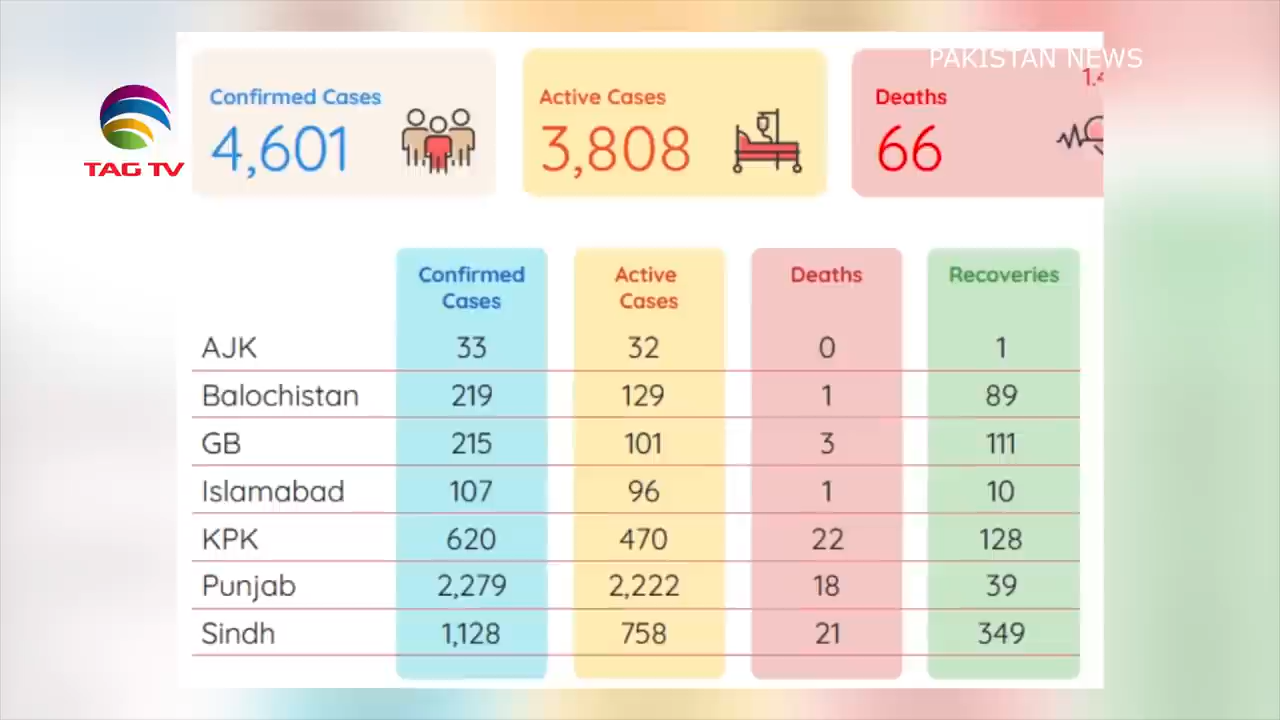 PAKISTAN NEWS
TAG TV
Confirmed Cases
4,601
Active Cases
3,808
Deaths
66
Confirmed Cases Active Cases Deaths Recoveries
AJK 33 32 0 1
Balochistan 219 129 1 89
GB 215 101 3 111
Islamabad 107 96 1 10
KPK 620 470 22 128
Punjab 2,279 2,222 18 39
Sindh 1,128 758 21 349